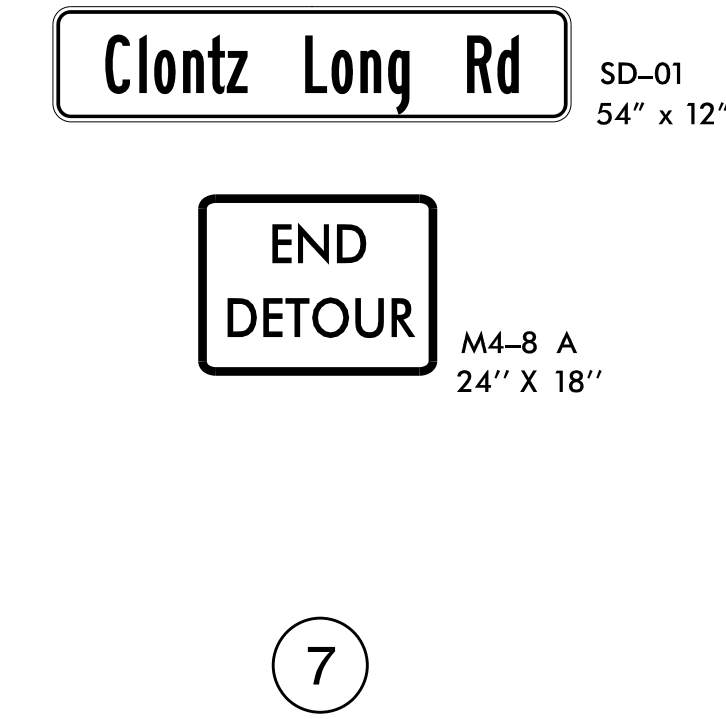 Clontz Long Rd
SD–01
54" x 12"
END
DETOUR
M4–8 A
24'' X 18''
7